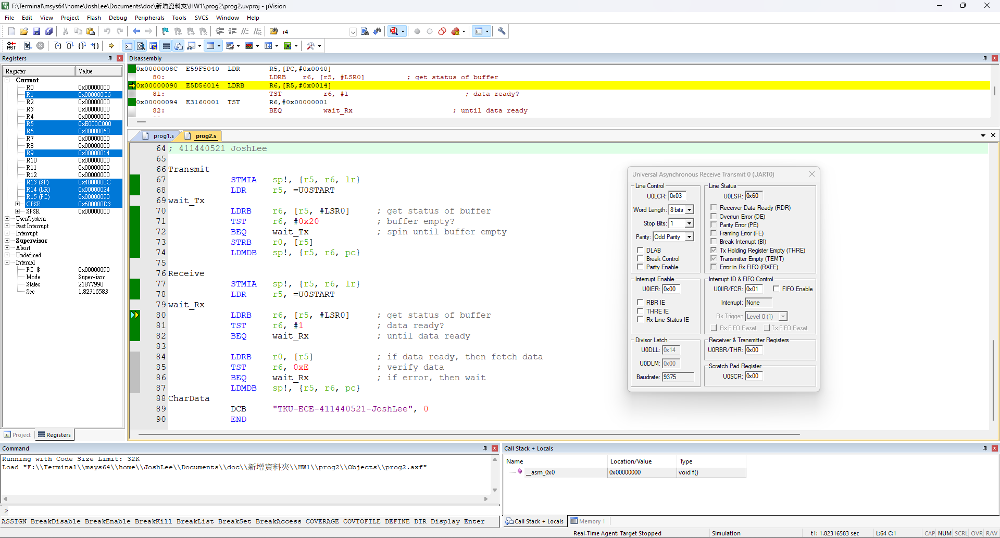 F:\Terminal\msys64\home\JoshLee\Documents\doc\新增資料夾\HW1\prog2\prog2.uvproj - µVision
File Edit View Project Flash Debug Peripherals Tools SVCS Window Help
r4
Registers
Register Value
Current
R0 0x00000000
R1 0x000000C6
R2 0x00000000
R3 0x00000000
R4 0x00000000
R5 0xE000C000
R6 0x00000060
R7 0x00000000
R8 0x00000000
R9 0x00000014
R10 0x00000000
R11 0x00000000
R12 0x00000000
R13 (SP) 0x4000000C
R14 (LR) 0x00000024
R15 (PC) 0x00000090
CPSR 0x600000D3
SPSR 0x00000000
User/System
Fast Interrupt
Interrupt
Supervisor
Abort
Undefined
Internal
PC $ 0x00000090
Mode Supervisor
States 21877990
Sec 1.82316583
Project Registers
Disassembly
0x0000008C E59F5040 LDR R5,[PC,#0x0040]
80: LDRB r6, [r5, #LSR0] ; get status of buffer
0x00000090 E5D56014 LDRB R6,[R5,#0x0014]
81: TST r6, #1 ; data ready?
0x00000094 E3160001 TST R6,#0x00000001
82: BEQ wait_Rx ; until data ready
prog1.s prog2.s
64 ; 411440521 JoshLee
65
66 Transmit
67 STMIA sp!, {r5, r6, lr}
68 LDR r5, =U0START
69 wait_Tx
70 LDRB r6, [r5, #LSR0] ; get status of buffer
71 TST r6, #0x20 ; buffer empty?
72 BEQ wait_Tx ; spin until buffer empty
73 STRB r0, [r5]
74 LDMDB sp!, {r5, r6, pc}
75
76 Receive
77 STMIA sp!, {r5, r6, lr}
78 LDR r5, =U0START
79 wait_Rx
80 LDRB r6, [r5, #LSR0] ; get status of buffer
81 TST r6, #1 ; data ready?
82 BEQ wait_Rx ; until data ready
83
84 LDRB r0, [r5] ; if data ready, then fetch data
85 TST r6, 0xE ; verify data
86 BEQ wait_Rx ; if error, then wait
87 LDMDB sp!, {r5, r6, pc}
88 CharData
89 DCB "TKU-ECE-411440521-JoshLee", 0
90 END
Universal Asynchronous Receive Transmit 0 (UART0)
Line Control
U0LCR: 0x03
Word Length: 8 bits
Stop Bits: 1
Parity: Odd Parity
DLAB
Break Control
Parity Enable
Line Status
U0LSR: 0x60
Receiver Data Ready (RDR)
Overrun Error (OE)
Parity Error (PE)
Framing Error (FE)
Break Interrupt (BI)
Tx Holding Register Empty (THRE)
Transmitter Empty (TEMT)
Error in Rx FIFO (RXFE)
Interrupt Enable
U0IER: 0x00
RBR IE
THRE IE
Rx Line Status IE
Interrupt ID & FIFO Control
U0IIR/FCR: 0x01 FIFO Enable
Interrupt: None
Rx Trigger: Level 0 (1)
Rx FIFO Reset Tx FIFO Reset
Divisor Latch
U0DLL: 0x14
U0DLM: 0x00
Baudrate: 9375
Receiver & Transmitter Registers
U0RBR/THR: 0x00
Scratch Pad Register
U0SCR: 0x00
Command
Running with Code Size Limit: 32K
Load "F:\\Terminal\\msys64\\home\\JoshLee\\Documents\\doc\\新增資料夾\\HW1\\prog2\\Objects\\prog2.axf"
>
ASSIGN BreakDisable BreakEnable BreakKill BreakList BreakSet BreakAccess COVERAGE COVTOFILE DEFINE DIR Display Enter
Call Stack + Locals
Name Location/Value Type
__asm_0x0 0x00000000 void f()
Call Stack + Locals Memory 1
Real-Time Agent: Target Stopped Simulation t1: 1.82316583 sec L:64 C:1 CAP NUM SCRL OVR R/W